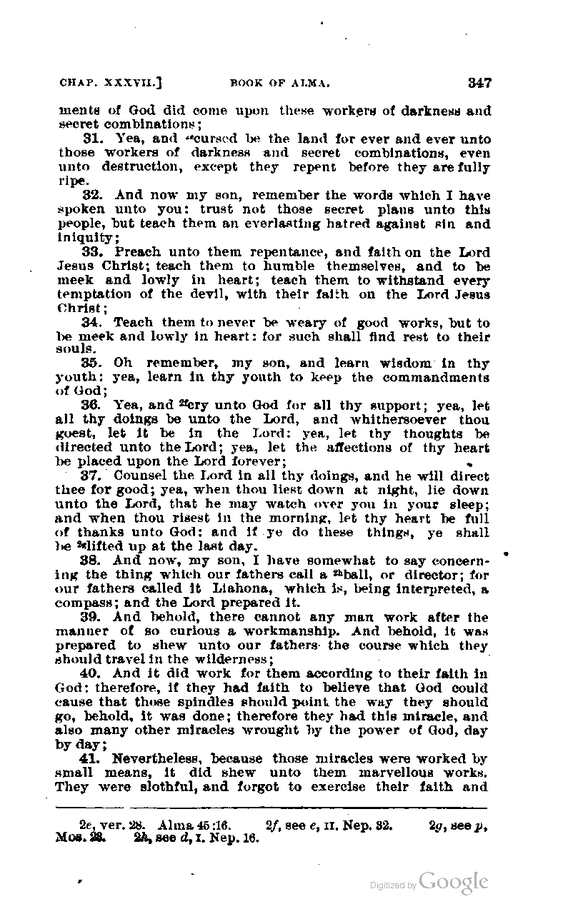 CHAP. XXXVII.] BOOK OF ALMA. 347
ments of God did come upon these workers of darkness and
secret combinations;
31. Yea, and 2ecursed be the land for ever and ever unto
those workers of darkness and secret combinations, even
unto destruction, except they repent before they are fully
ripe.
32. And now my son, remember the words which I have
spoken unto you: trust not those secret plans unto this
people, but teach them an everlasting hatred against sin and
iniquity;
33. Preach unto them repentance, and faith on the Lord
Jesus Christ; teach them to humble themselves, and to be
meek and lowly in heart; teach them to withstand every
temptation of the devil, with their faith on the Lord Jesus
Christ;
34. Teach them to never be weary of good works, but to
be meek and lowly in heart: for such shall find rest to their
souls.
35. Oh remember, my son, and learn wisdom in thy
youth: yea, learn in thy youth to keep the commandments
of God;
36. Yea, and 2fcry unto God for all thy support; yea, let
all thy doings be unto the Lord, and whithersoever thou
goest, let it be in the Lord: yea, let thy thoughts be
directed unto the Lord; yea, let the affections of thy heart
be placed upon the Lord forever;
37. Counsel the Lord in all thy doings, and he will direct
thee for good; yea, when thou liest down at night, lie down
unto the Lord, that he may watch over you in your sleep;
and when thou risest in the morning, let thy heart be full
of thanks unto God: and if ye do these things, ye shall
be 2glifted up at the last day.
38. And now, my son, I have somewhat to say concern-
ing the thing which our fathers call a 2hball, or director; for
our fathers called it Liahona, which is, being interpreted, a
compass; and the Lord prepared it.
39. And behold, there cannot any man work after the
manner of so curious a workmanship. And behold, it was
prepared to shew unto our fathers the course which they
should travel in the wilderness;
40. And it did work for them according to their faith in
God: therefore, if they had faith to believe that God could
cause that those spindles should point the way they should
go, behold, it was done; therefore they had this miracle, and
also many other miracles wrought by the power of God, day
by day;
41. Nevertheless, because those miracles were worked by
small means, it did shew unto them marvellous works.
They were slothful, and forgot to exercise their faith and
2e, ver. 28. Alma 45:16. 2f, see e, II. Nep. 32. 2g, see p,
Mos. 23. 2h, see d, I. Nep. 16.
Digitized by Google